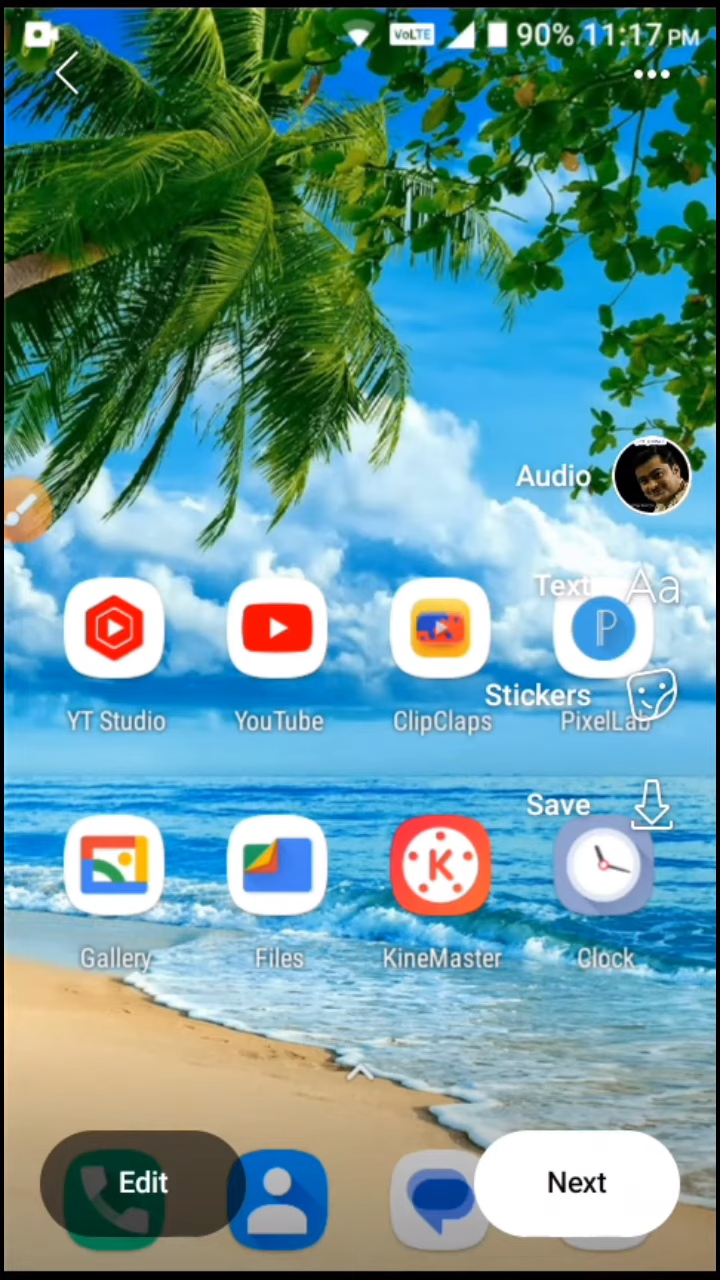 VoLTE 90% 11:17 PM
Audio
Text Aa
YT Studio YouTube ClipClaps PixelLab
Stickers
Save
Gallery Files KineMaster Clock
Edit Next